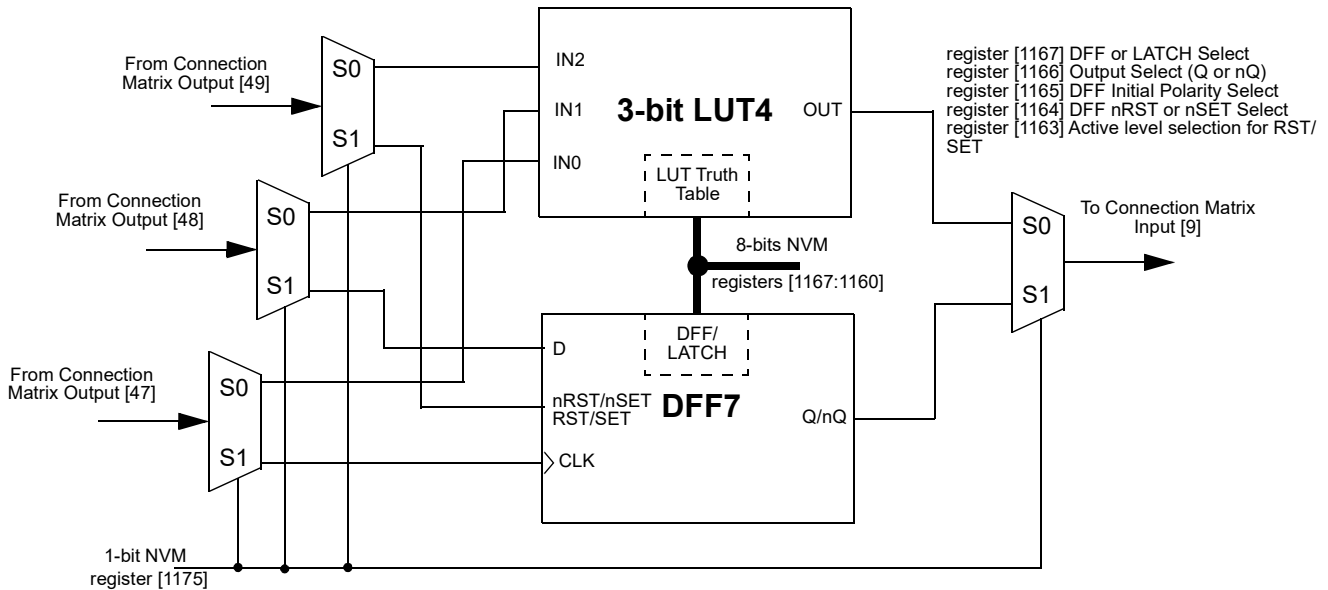 From Connection
Matrix Output [49]
S0
S1
IN2
IN1
IN0
3-bit LUT4
OUT
LUT Truth
Table
register [1167] DFF or LATCH Select
register [1166] Output Select (Q or nQ)
register [1165] DFF Initial Polarity Select
register [1164] DFF nRST or nSET Select
register [1163] Active level selection for RST/
SET
From Connection
Matrix Output [48]
S0
S1
8-bits NVM
registers [1167:1160]
S0
S1
To Connection Matrix
Input [9]
From Connection
Matrix Output [47]
S0
S1
D
nRST/nSET
RST/SET
CLK
DFF/
LATCH
DFF7
Q/nQ
1-bit NVM
register [1175]